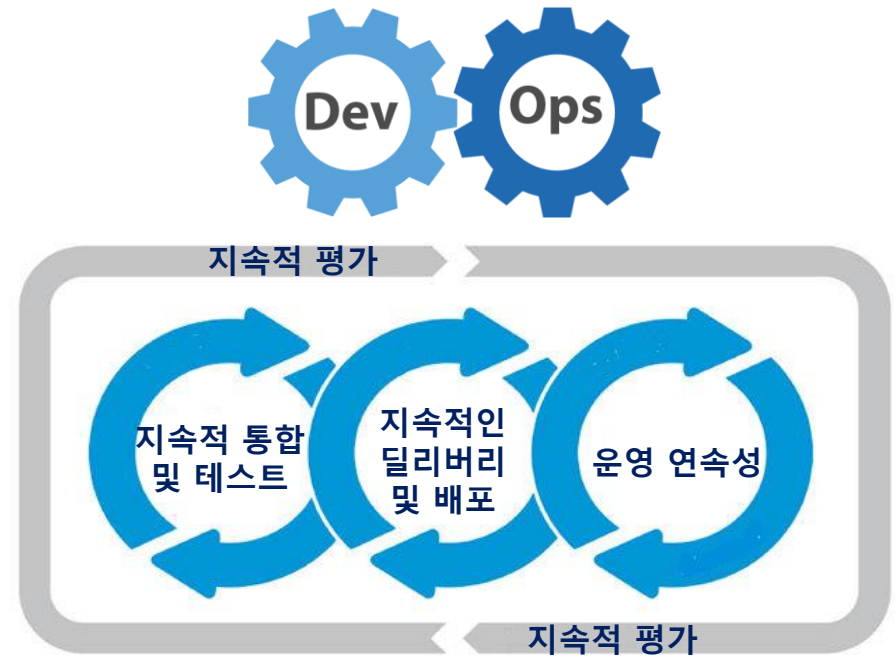 Dev
Ops
지속적 평가
지속적 통합
및 테스트
지속적인
딜리버리
및 배포
운영 연속성
지속적 평가